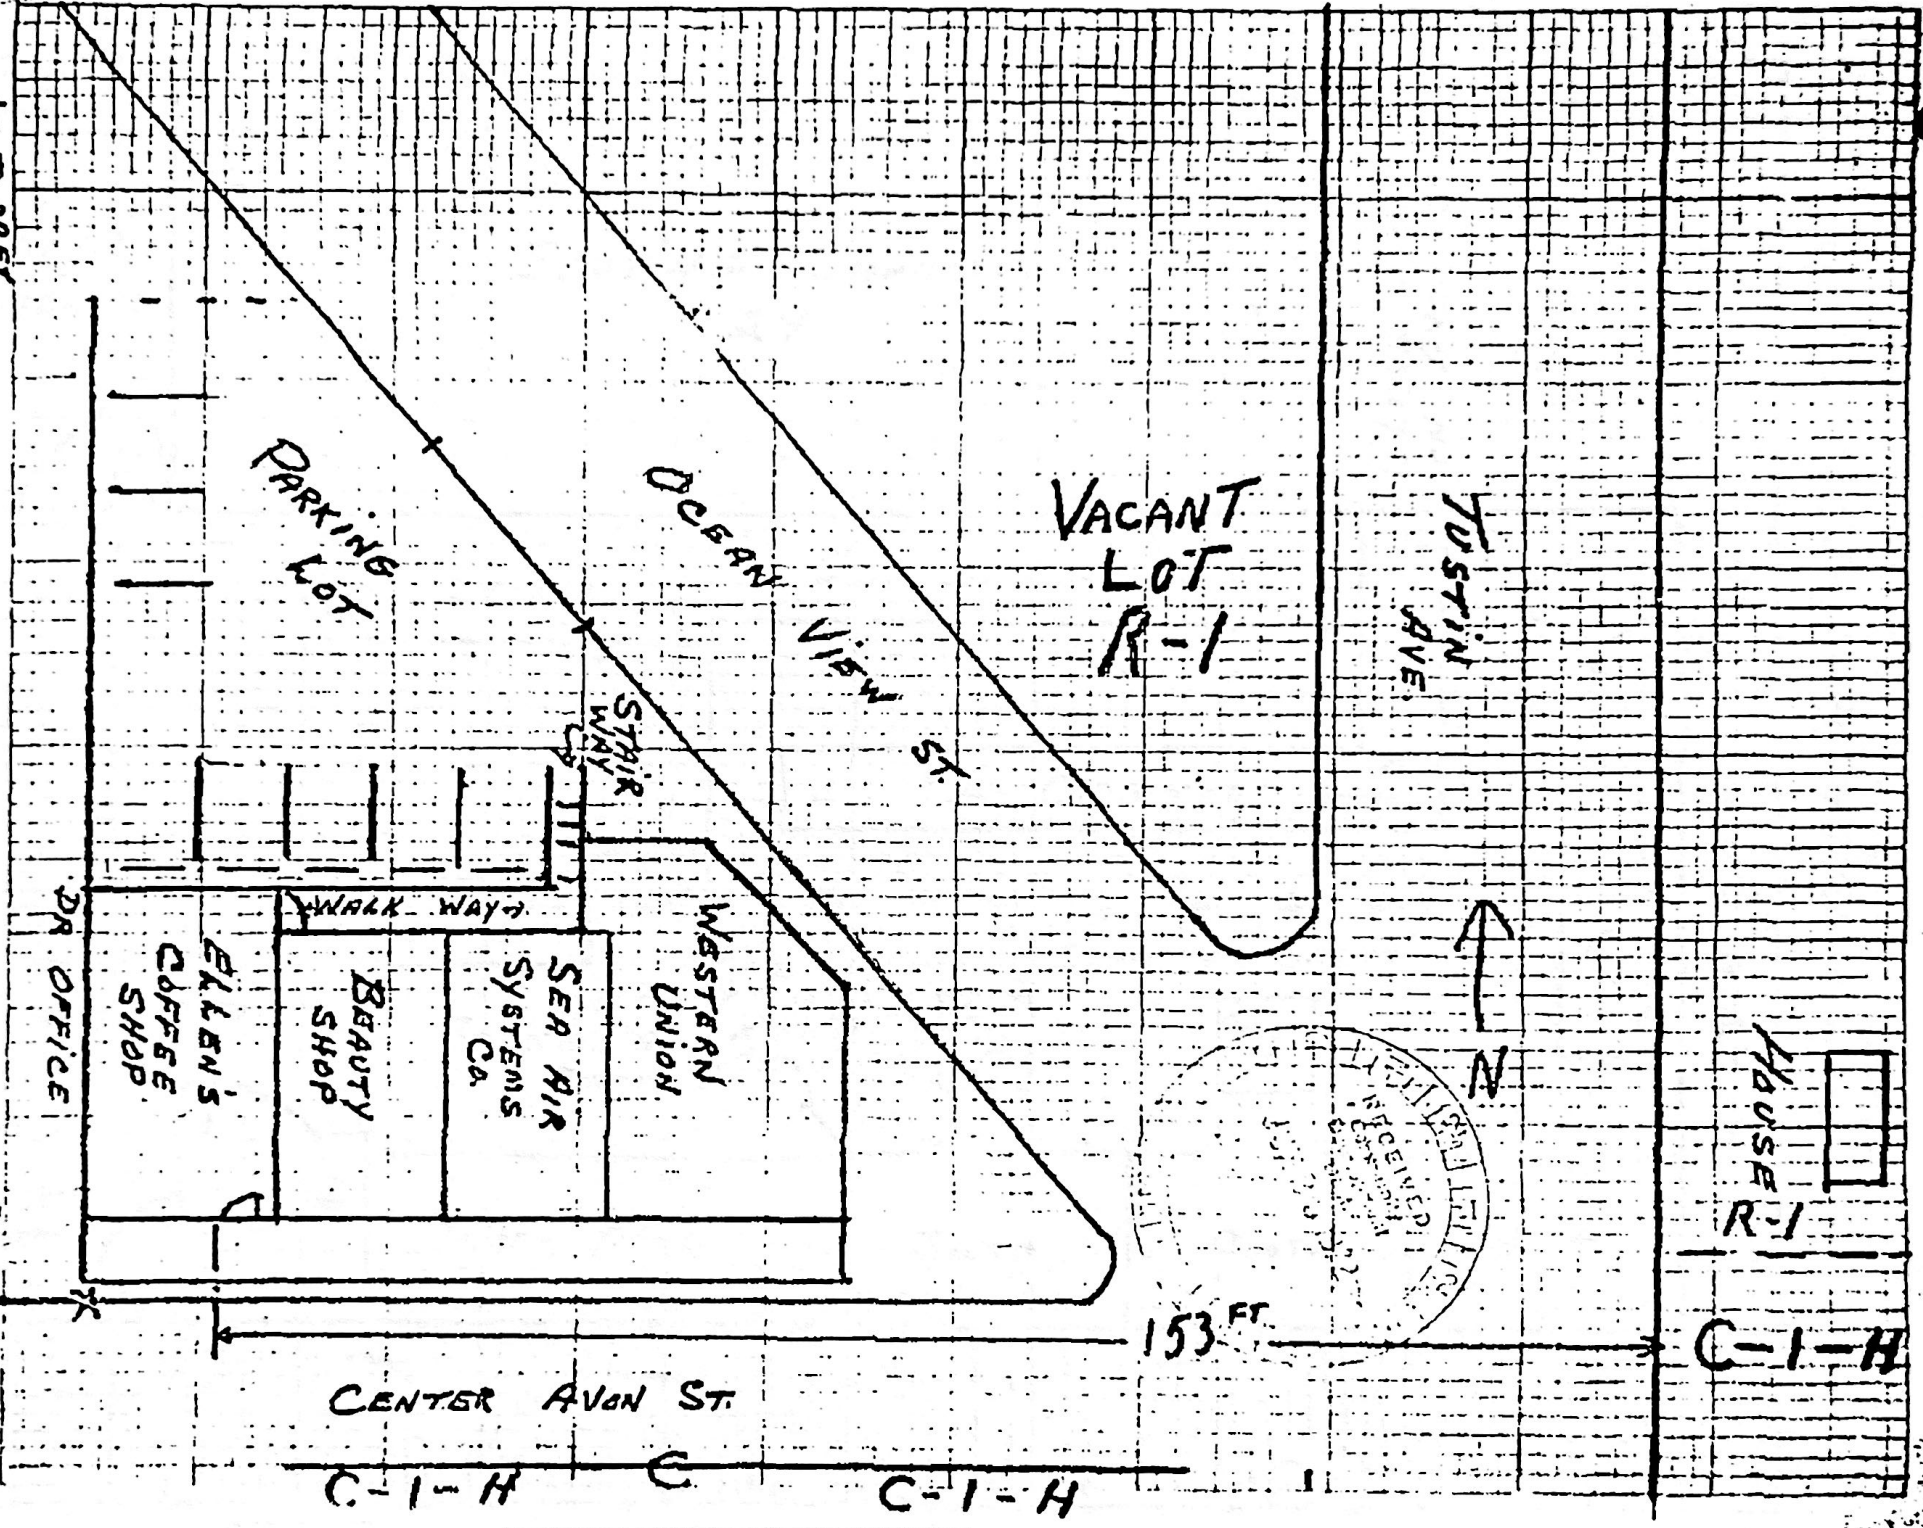 PARKING
LOT
OCEAN
VIEW
ST.
VACANT
LOT
R-1
TUSTIN
AVE.
STAIR
WAY
WALK WAY
DR OFFICE
ELLEN'S
COFFEE
SHOP
BEAUTY
SHOP
SEA AIR
SYSTEMS
CO.
WESTERN
UNION
N
HOUSE
R-1
RECEIVED
153 FT.
C-1-H
CENTER AVON ST.
C-1-H
C
C-1-H